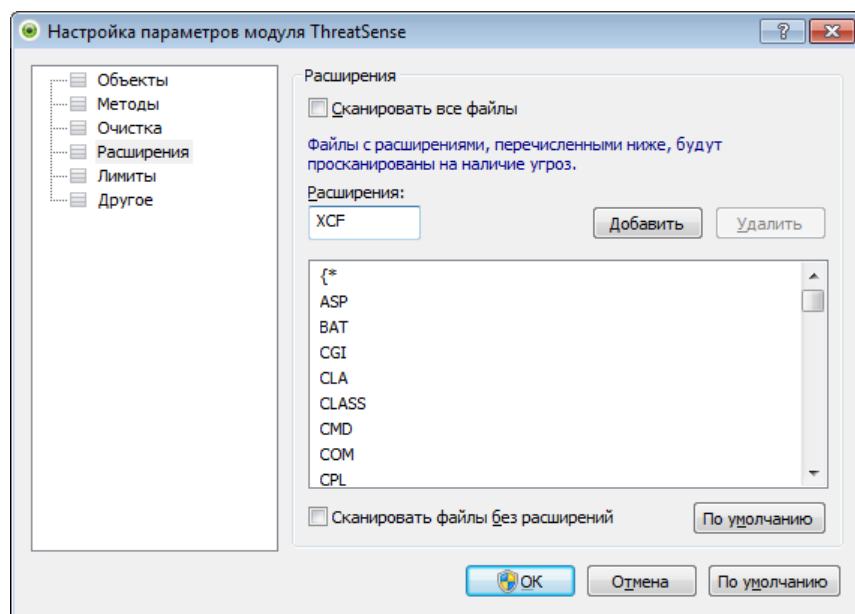 Настройка параметров модуля ThreatSense
Объекты
Методы
Очистка
Расширения
Лимиты
Другое
Расширения
Сканировать все файлы
Файлы с расширениями, перечисленными ниже, будут
просканированы на наличие угроз.
Расширения:
XCF
Добавить
Удалить
{*
ASP
BAT
CGI
CLA
CLASS
CMD
COM
CPL
Сканировать файлы без расширений
По умолчанию
OK
Отмена
По умолчанию